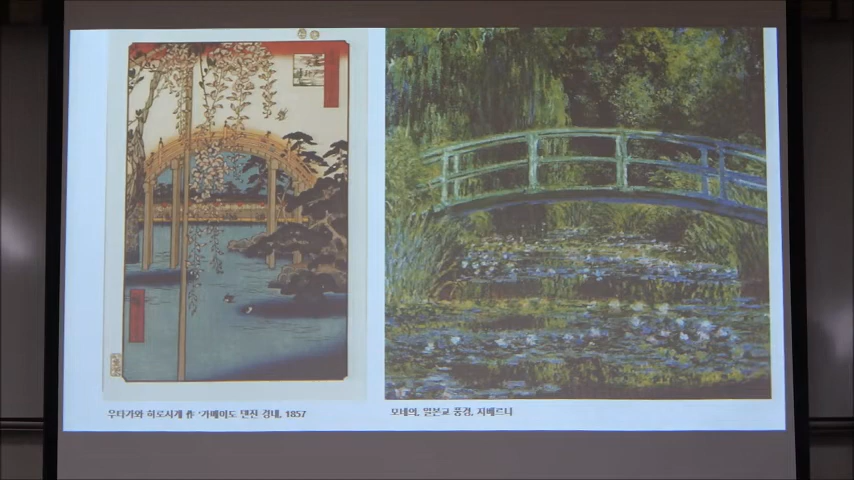 우타가와 히로시게 作 '가메이도 텐진 경내, 1857
모네의, 일본교 풍경, 지베르니